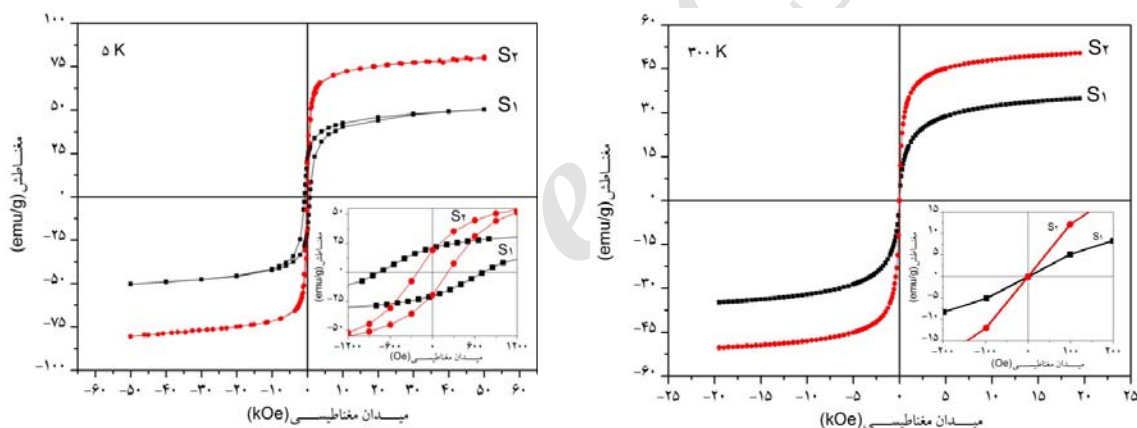 ۵ K
S۲
S۱
۱۰۰
۷۵
۵۰
۲۵
۰
-۲۵
-۵۰
-۷۵
-۱۰۰
مغناطش (emu/g)
-۶۰ -۵۰ -۴۰ -۳۰ -۲۰ -۱۰ ۰ ۱۰ ۲۰ ۳۰ ۴۰ ۵۰ ۶۰
میدان مغناطیسی (kOe)
S۲
S۱
۵۰
۲۵
۰
-۲۵
-۵۰
مغناطش (emu/g)
-۱۲۰۰ -۶۰۰ ۰ ۶۰۰ ۱۲۰۰
میدان مغناطیسی (Oe)
۳۰۰ K
S۲
S۱
۶۰
۴۵
۳۰
۱۵
۰
-۱۵
-۳۰
-۴۵
-۶۰
مغناطش (emu/g)
-۲۵ -۲۰ -۱۵ -۱۰ -۵ ۰ ۵ ۱۰ ۱۵ ۲۰ ۲۵
میدان مغناطیسی (kOe)
S۲
S۱
۱۵
۱۰
۵
۰
-۵
-۱۰
-۱۵
مغناطش (emu/g)
-۲۰۰ -۱۰۰ ۰ ۱۰۰ ۲۰۰
میدان مغناطیسی (Oe)